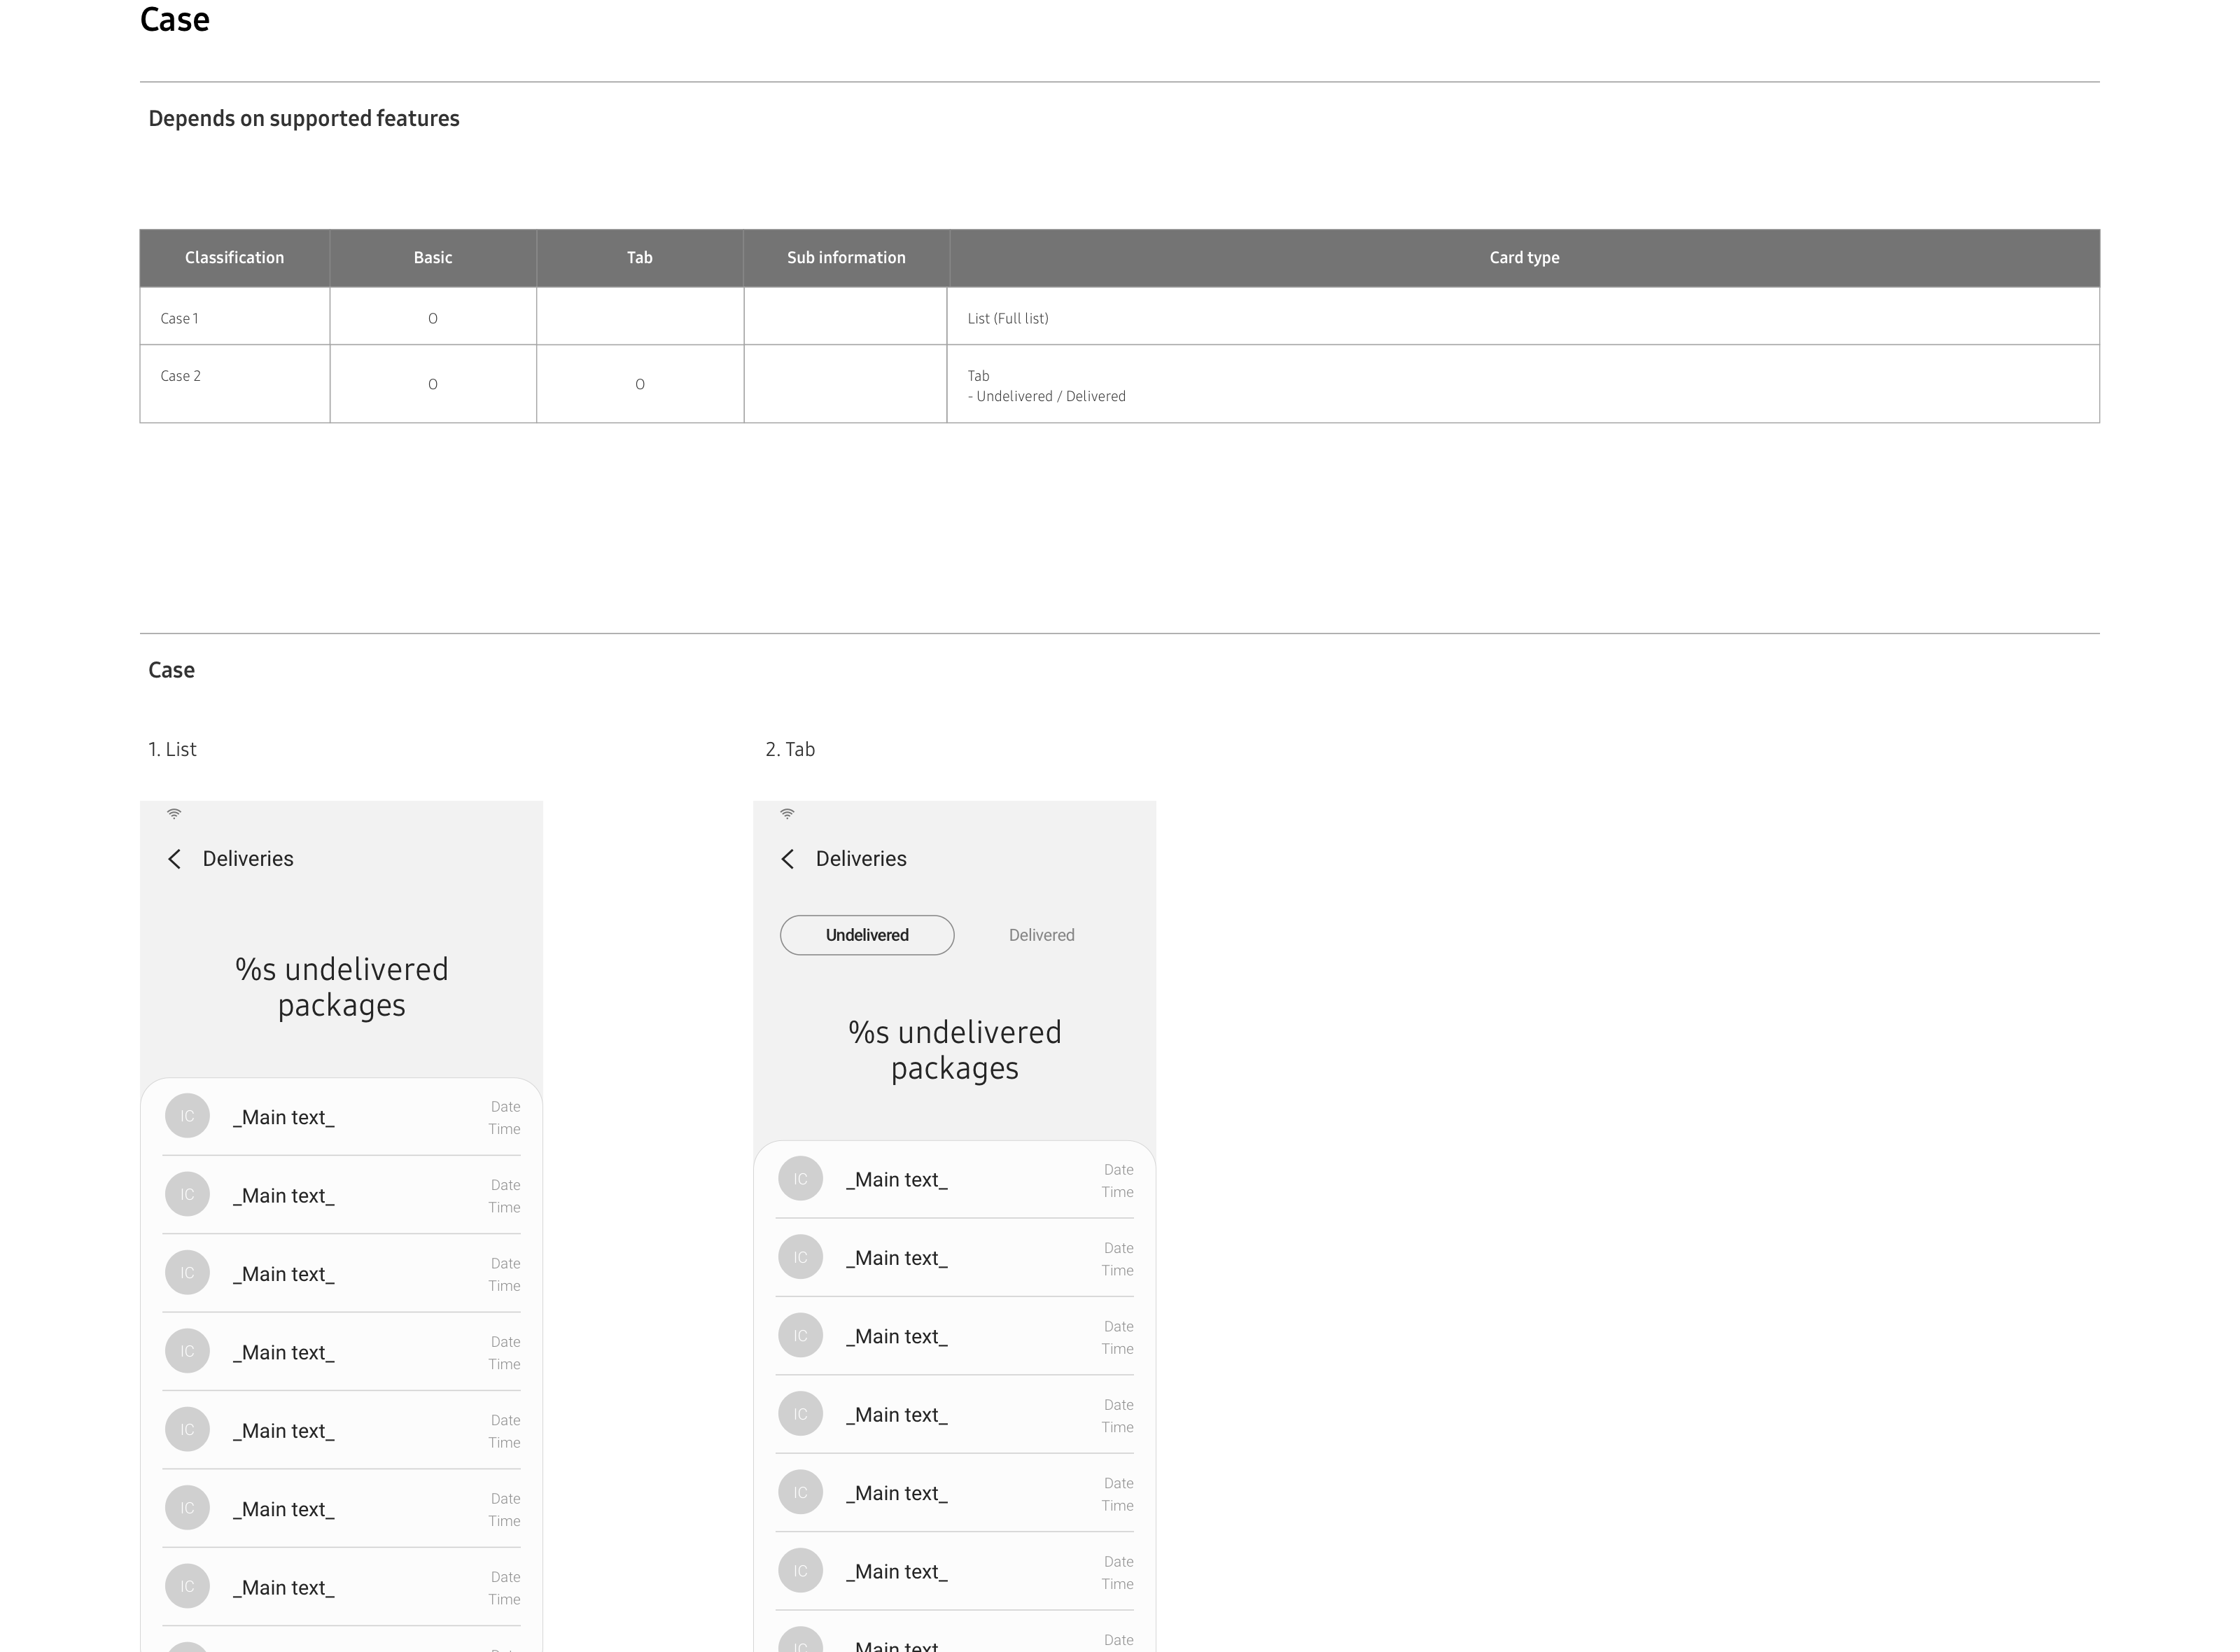 Case
Depends on supported features
Classification Basic Tab Sub information Card type
Case 1 O List (Full list)
Case 2 O O Tab
- Undelivered / Delivered
Case
1. List
Deliveries
%s undelivered
packages
IC _Main text_ Date
Time
IC _Main text_ Date
Time
IC _Main text_ Date
Time
IC _Main text_ Date
Time
IC _Main text_ Date
Time
IC _Main text_ Date
Time
IC _Main text_ Date
Time
2. Tab
Deliveries
Undelivered Delivered
%s undelivered
packages
IC _Main text_ Date
Time
IC _Main text_ Date
Time
IC _Main text_ Date
Time
IC _Main text_ Date
Time
IC _Main text_ Date
Time
IC _Main text_ Date
Time
IC _Main text_ Date